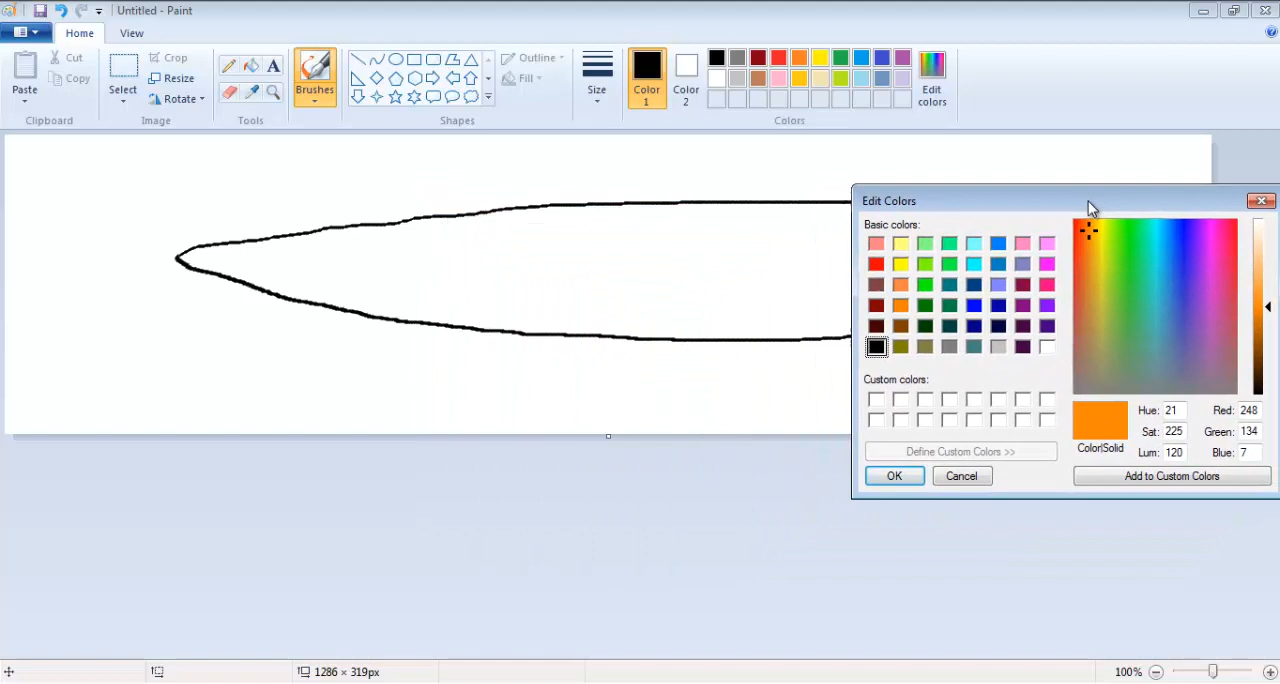 Untitled - Paint
Home View
Paste
Cut
Copy
Clipboard
Select
Crop
Resize
Rotate
Image
A
Tools
Brushes
Outline
Fill
Shapes
Size
Color 1
Color 2
Edit colors
Colors
Edit Colors
Basic colors:
Custom colors:
Define Custom Colors >>
OK Cancel
Color|Solid
Hue: 21 Red: 248
Sat: 225 Green: 134
Lum: 120 Blue: 7
Add to Custom Colors
1286 × 319px
100%